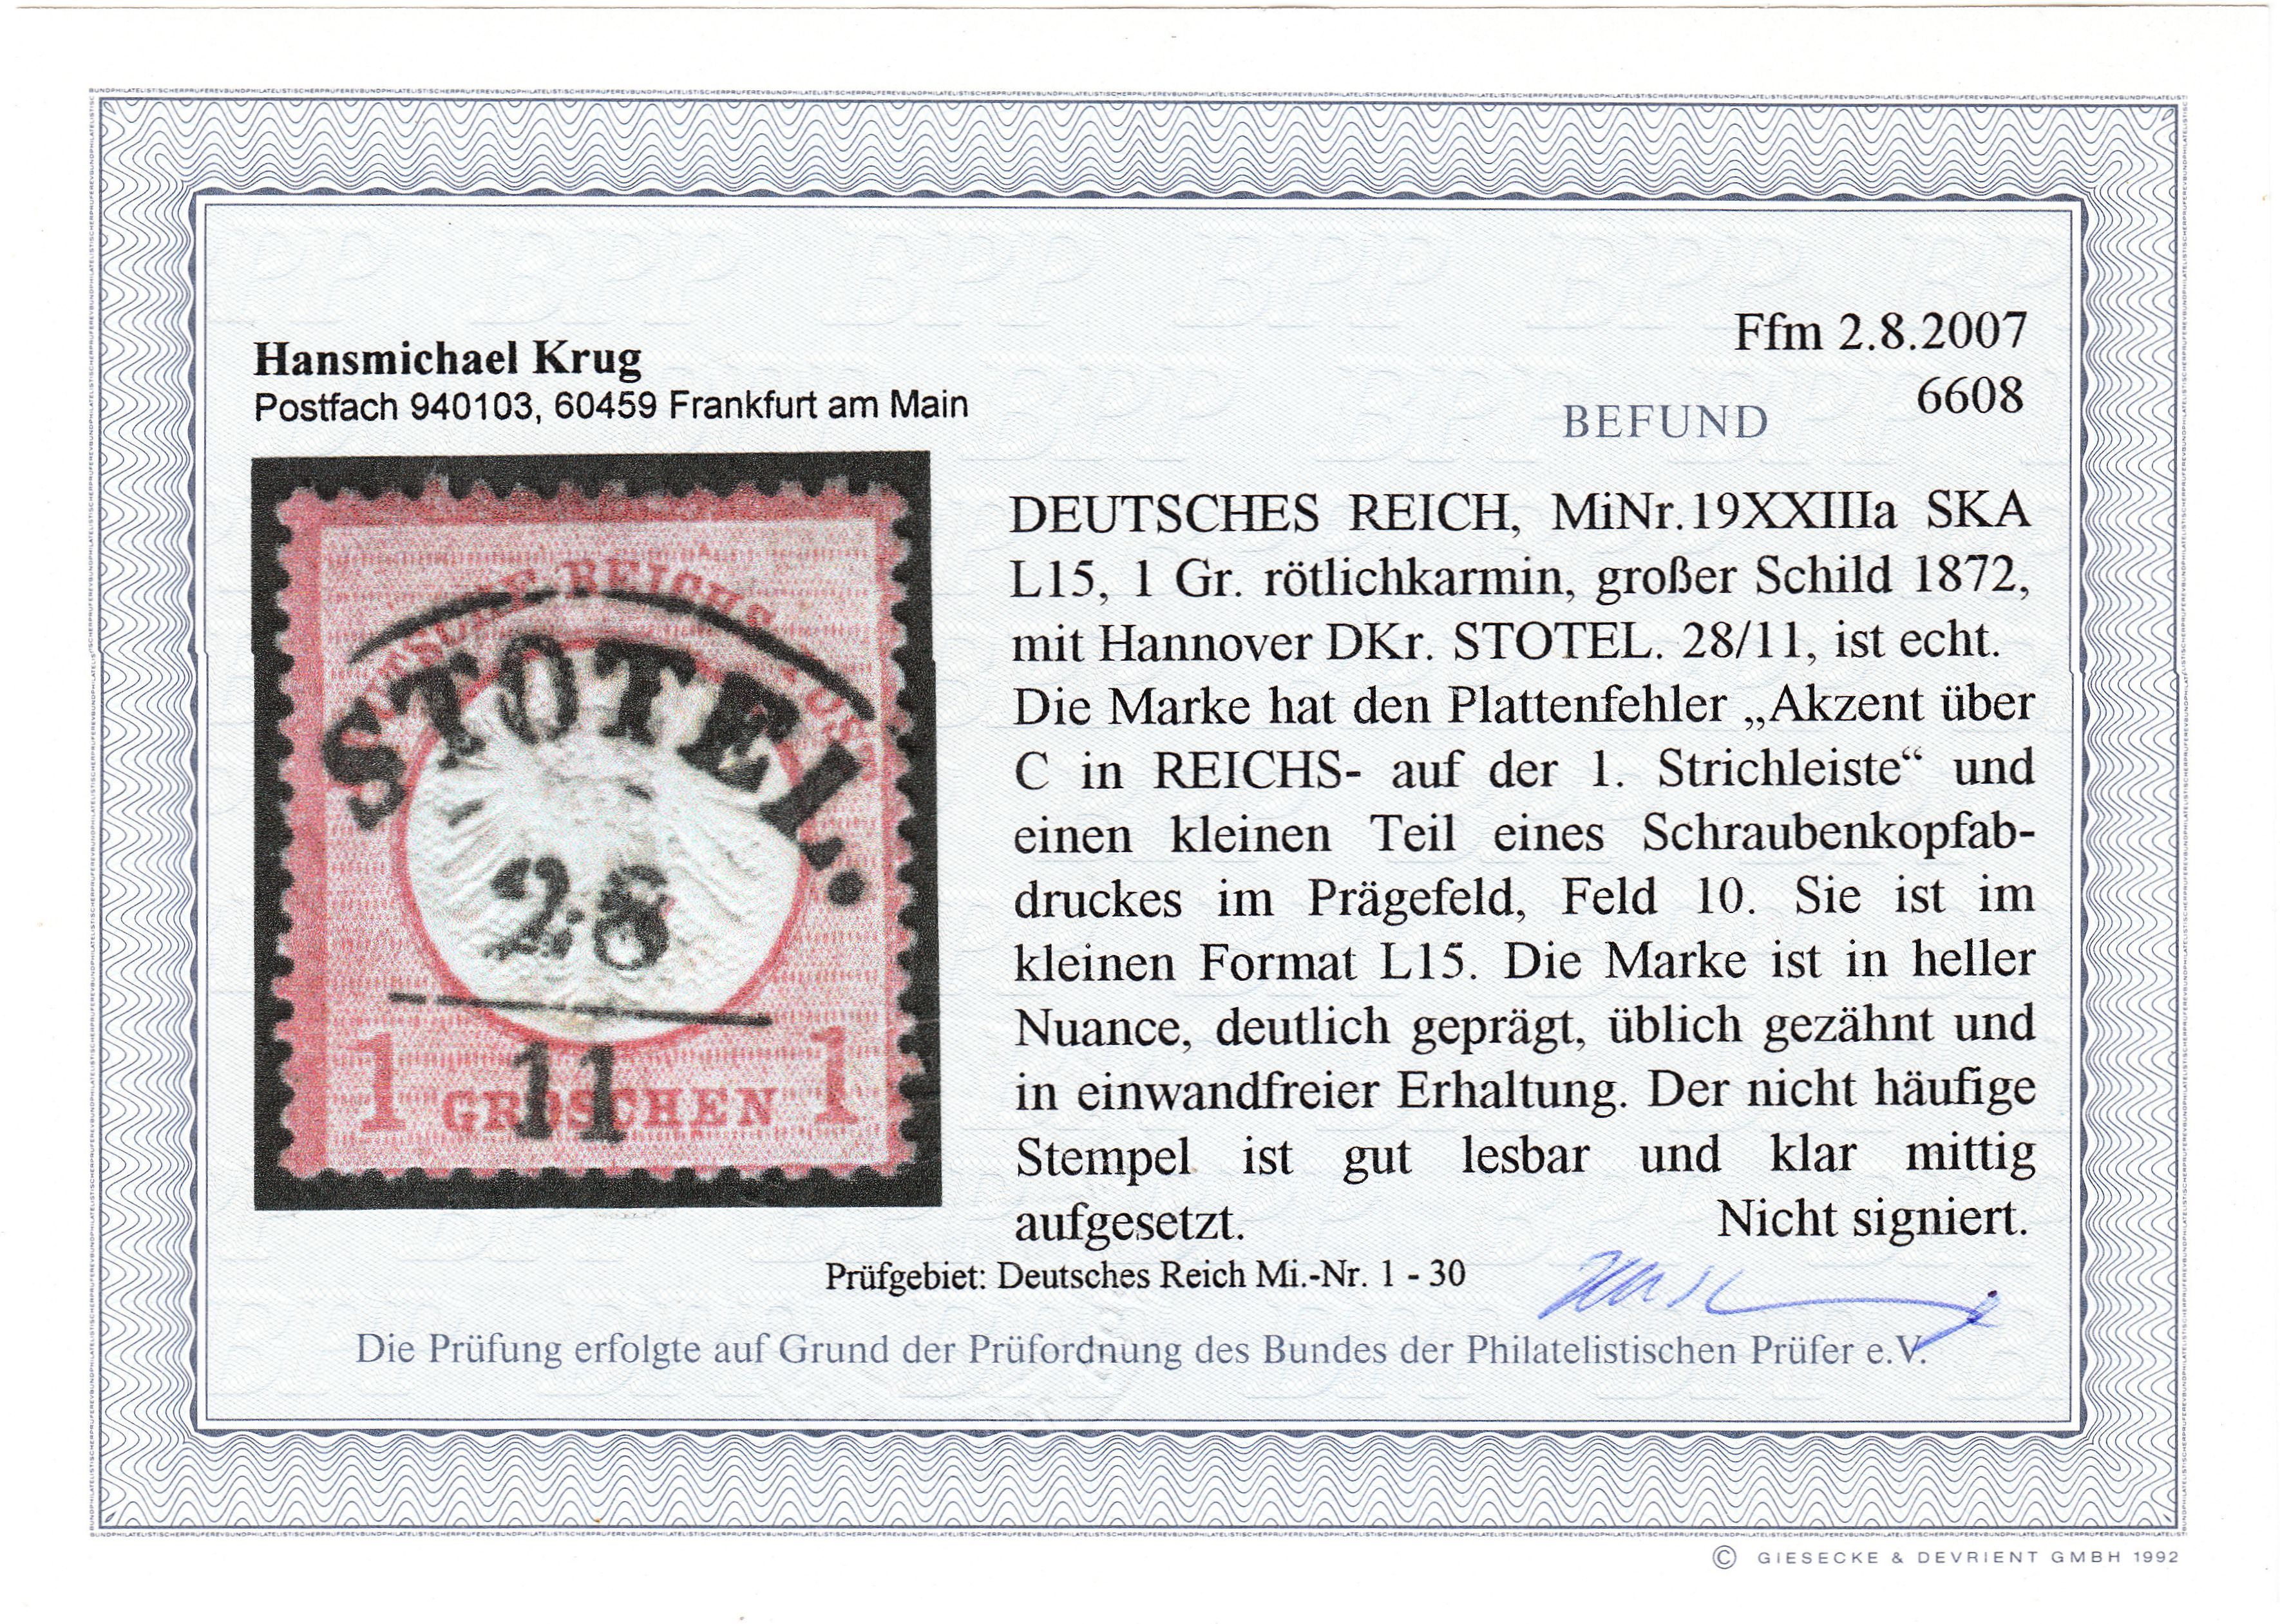 Hansmichael Krug
Postfach 940103, 60459 Frankfurt am Main
Ffm 2.8.2007
6608
BEFUND
DEUTSCHES REICH, MiNr.19XXIIIa SKA
L15, 1 Gr. rötlichkarmin, großer Schild 1872,
mit Hannover DKr. STOTEL. 28/11, ist echt.
Die Marke hat den Plattenfehler „Akzent über
C in REICHS- auf der 1. Strichleiste“ und
einen kleinen Teil eines Schraubenkopfab-
druckes im Prägefeld, Feld 10. Sie ist im
kleinen Format L15. Die Marke ist in heller
Nuance, deutlich geprägt, üblich gezähnt und
in einwandfreier Erhaltung. Der nicht häufige
Stempel ist gut lesbar und klar mittig
aufgesetzt. Nicht signiert.
REICHS
STOTEL.
28
11
1 GROSCHEN 1
Prüfgebiet: Deutsches Reich Mi.-Nr. 1 - 30
Die Prüfung erfolgte auf Grund der Prüfordnung des Bundes der Philatelistischen Prüfer e.V.
© GIESECKE & DEVRIENT GMBH 1992